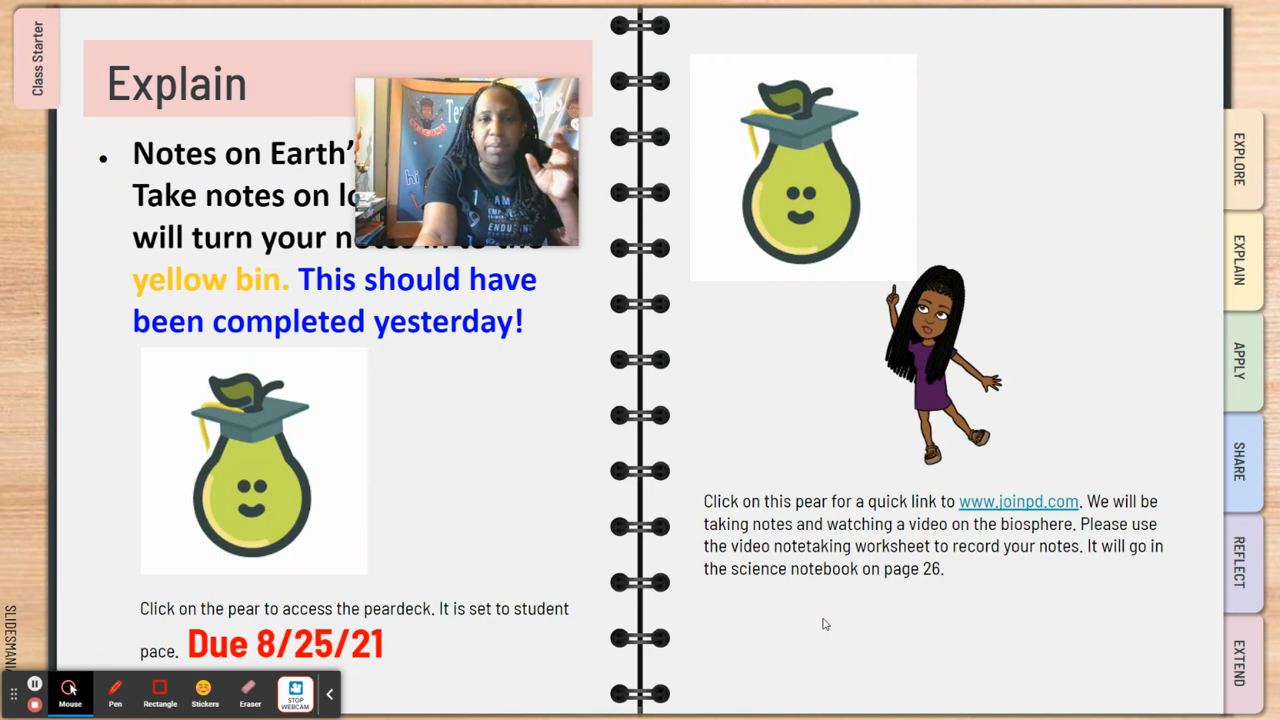 Class Starter
Explain
Notes on Earth's
Take notes on
will turn your
yellow bin. This should have
been completed yesterday!
Click on the pear to access the peardeck. It is set to student
pace. Due 8/25/21
Click on this pear for a quick link to www.joinpd.com. We will be
taking notes and watching a video on the biosphere. Please use
the video notetaking worksheet to record your notes. It will go in
the science notebook on page 26.
EXPLORE
EXPLAIN
APPLY
SHARE
REFLECT
EXTEND
hi
I AM
Mouse
Pen
Rectangle
Stickers
Eraser
STOP
WEBCAM